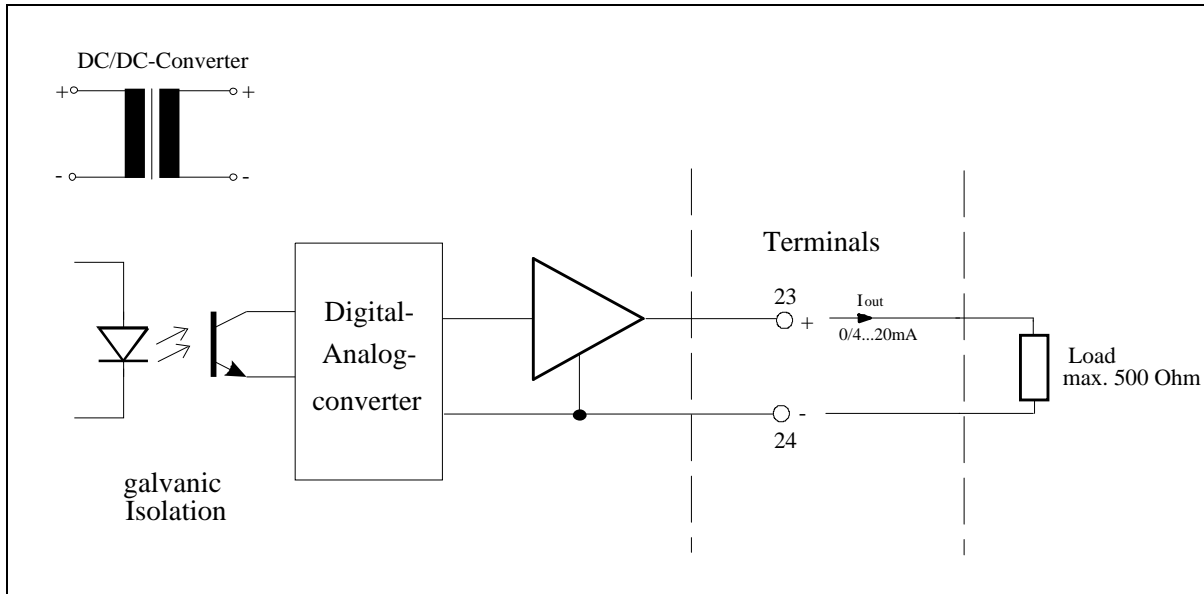 DC/DC-Converter
+ +
- -
Terminals
23
+
Iout
0/4...20mA
Digital-
Analog-
converter
Load
max. 500 Ohm
-
24
galvanic
Isolation